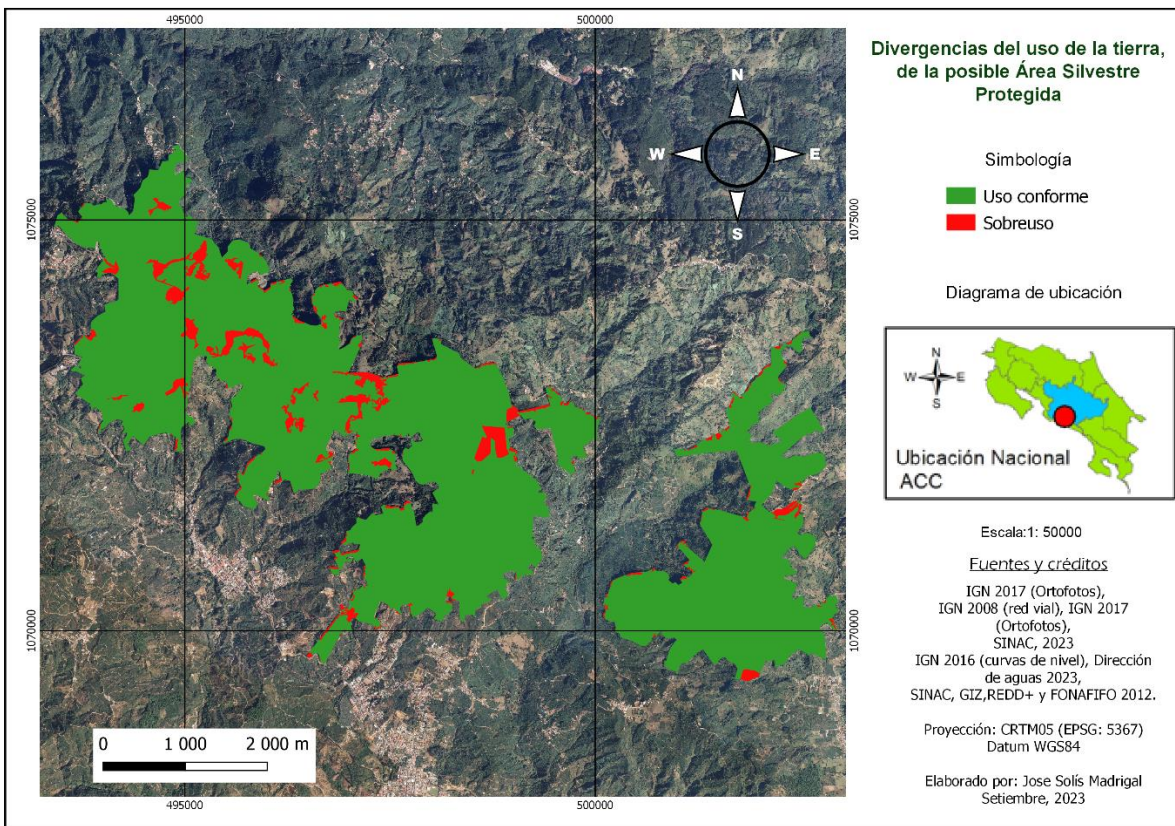 495000
500000
1075000
1075000
N
W
E
S
1070000
1070000
0
1 000
2 000 m
495000
500000
Divergencias del uso de la tierra,
de la posible Área Silvestre
Protegida
Simbología
Uso conforme
Sobreuso
Diagrama de ubicación
N
W
E
S
Ubicación Nacional
ACC
Escala:1: 50000
Fuentes y créditos
IGN 2017 (Ortofotos),
IGN 2008 (red vial), IGN 2017
(Ortofotos),
SINAC, 2023
IGN 2016 (curvas de nivel), Dirección
de aguas 2023,
SINAC, GIZ,REDD+ y FONAFIFO 2012.
Proyección: CRTM05 (EPSG: 5367)
Datum WGS84
Elaborado por: Jose Solís Madrigal
Setiembre, 2023